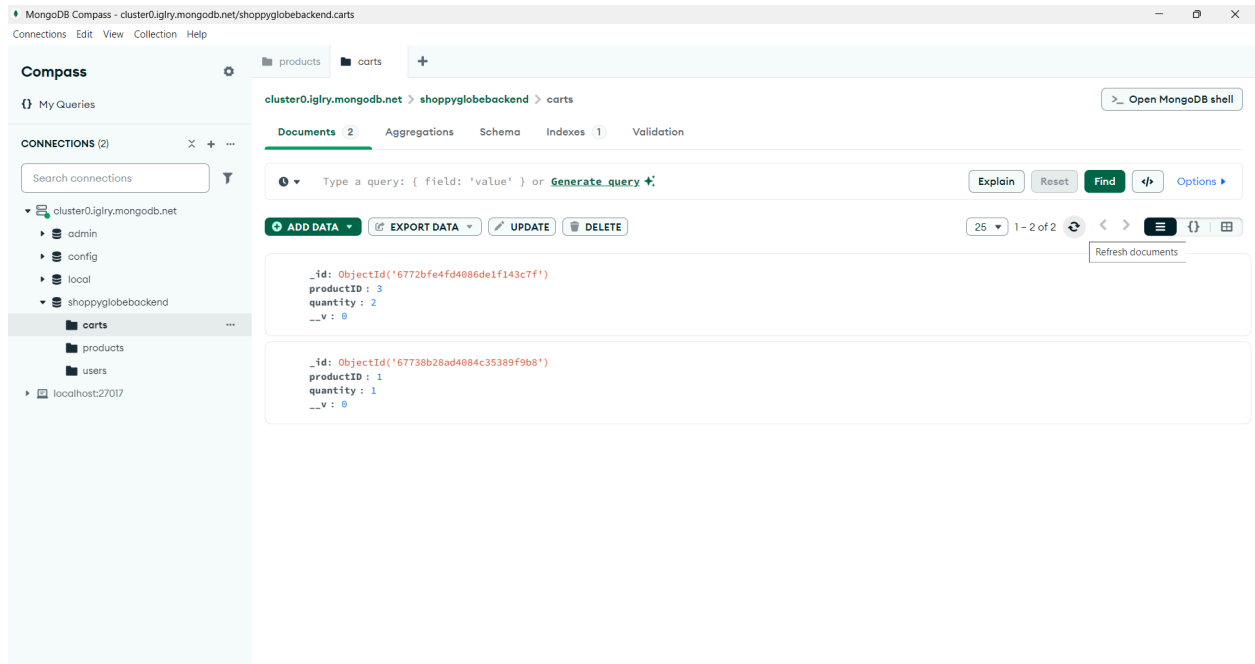 MongoDB Compass - cluster0.iglry.mongodb.net/shoppyglobebackend.carts
Connections Edit View Collection Help
Compass
{} My Queries
CONNECTIONS (2)
Search connections
cluster0.iglry.mongodb.net
admin
config
local
shoppyglobebackend
carts
products
users
localhost:27017
products carts
cluster0.iglry.mongodb.net > shoppyglobebackend > carts
>_ Open MongoDB shell
Documents 2 Aggregations Schema Indexes 1 Validation
Type a query: { field: 'value' } or Generate query
Explain Reset Find </> Options
ADD DATA EXPORT DATA UPDATE DELETE
25 1 – 2 of 2 {}
Refresh documents
_id: ObjectId('6772bfe4fd4086de1f143c7f')
productID : 3
quantity : 2
__v : 0
_id: ObjectId('67738b28ad4084c35389f9b8')
productID : 1
quantity : 1
__v : 0